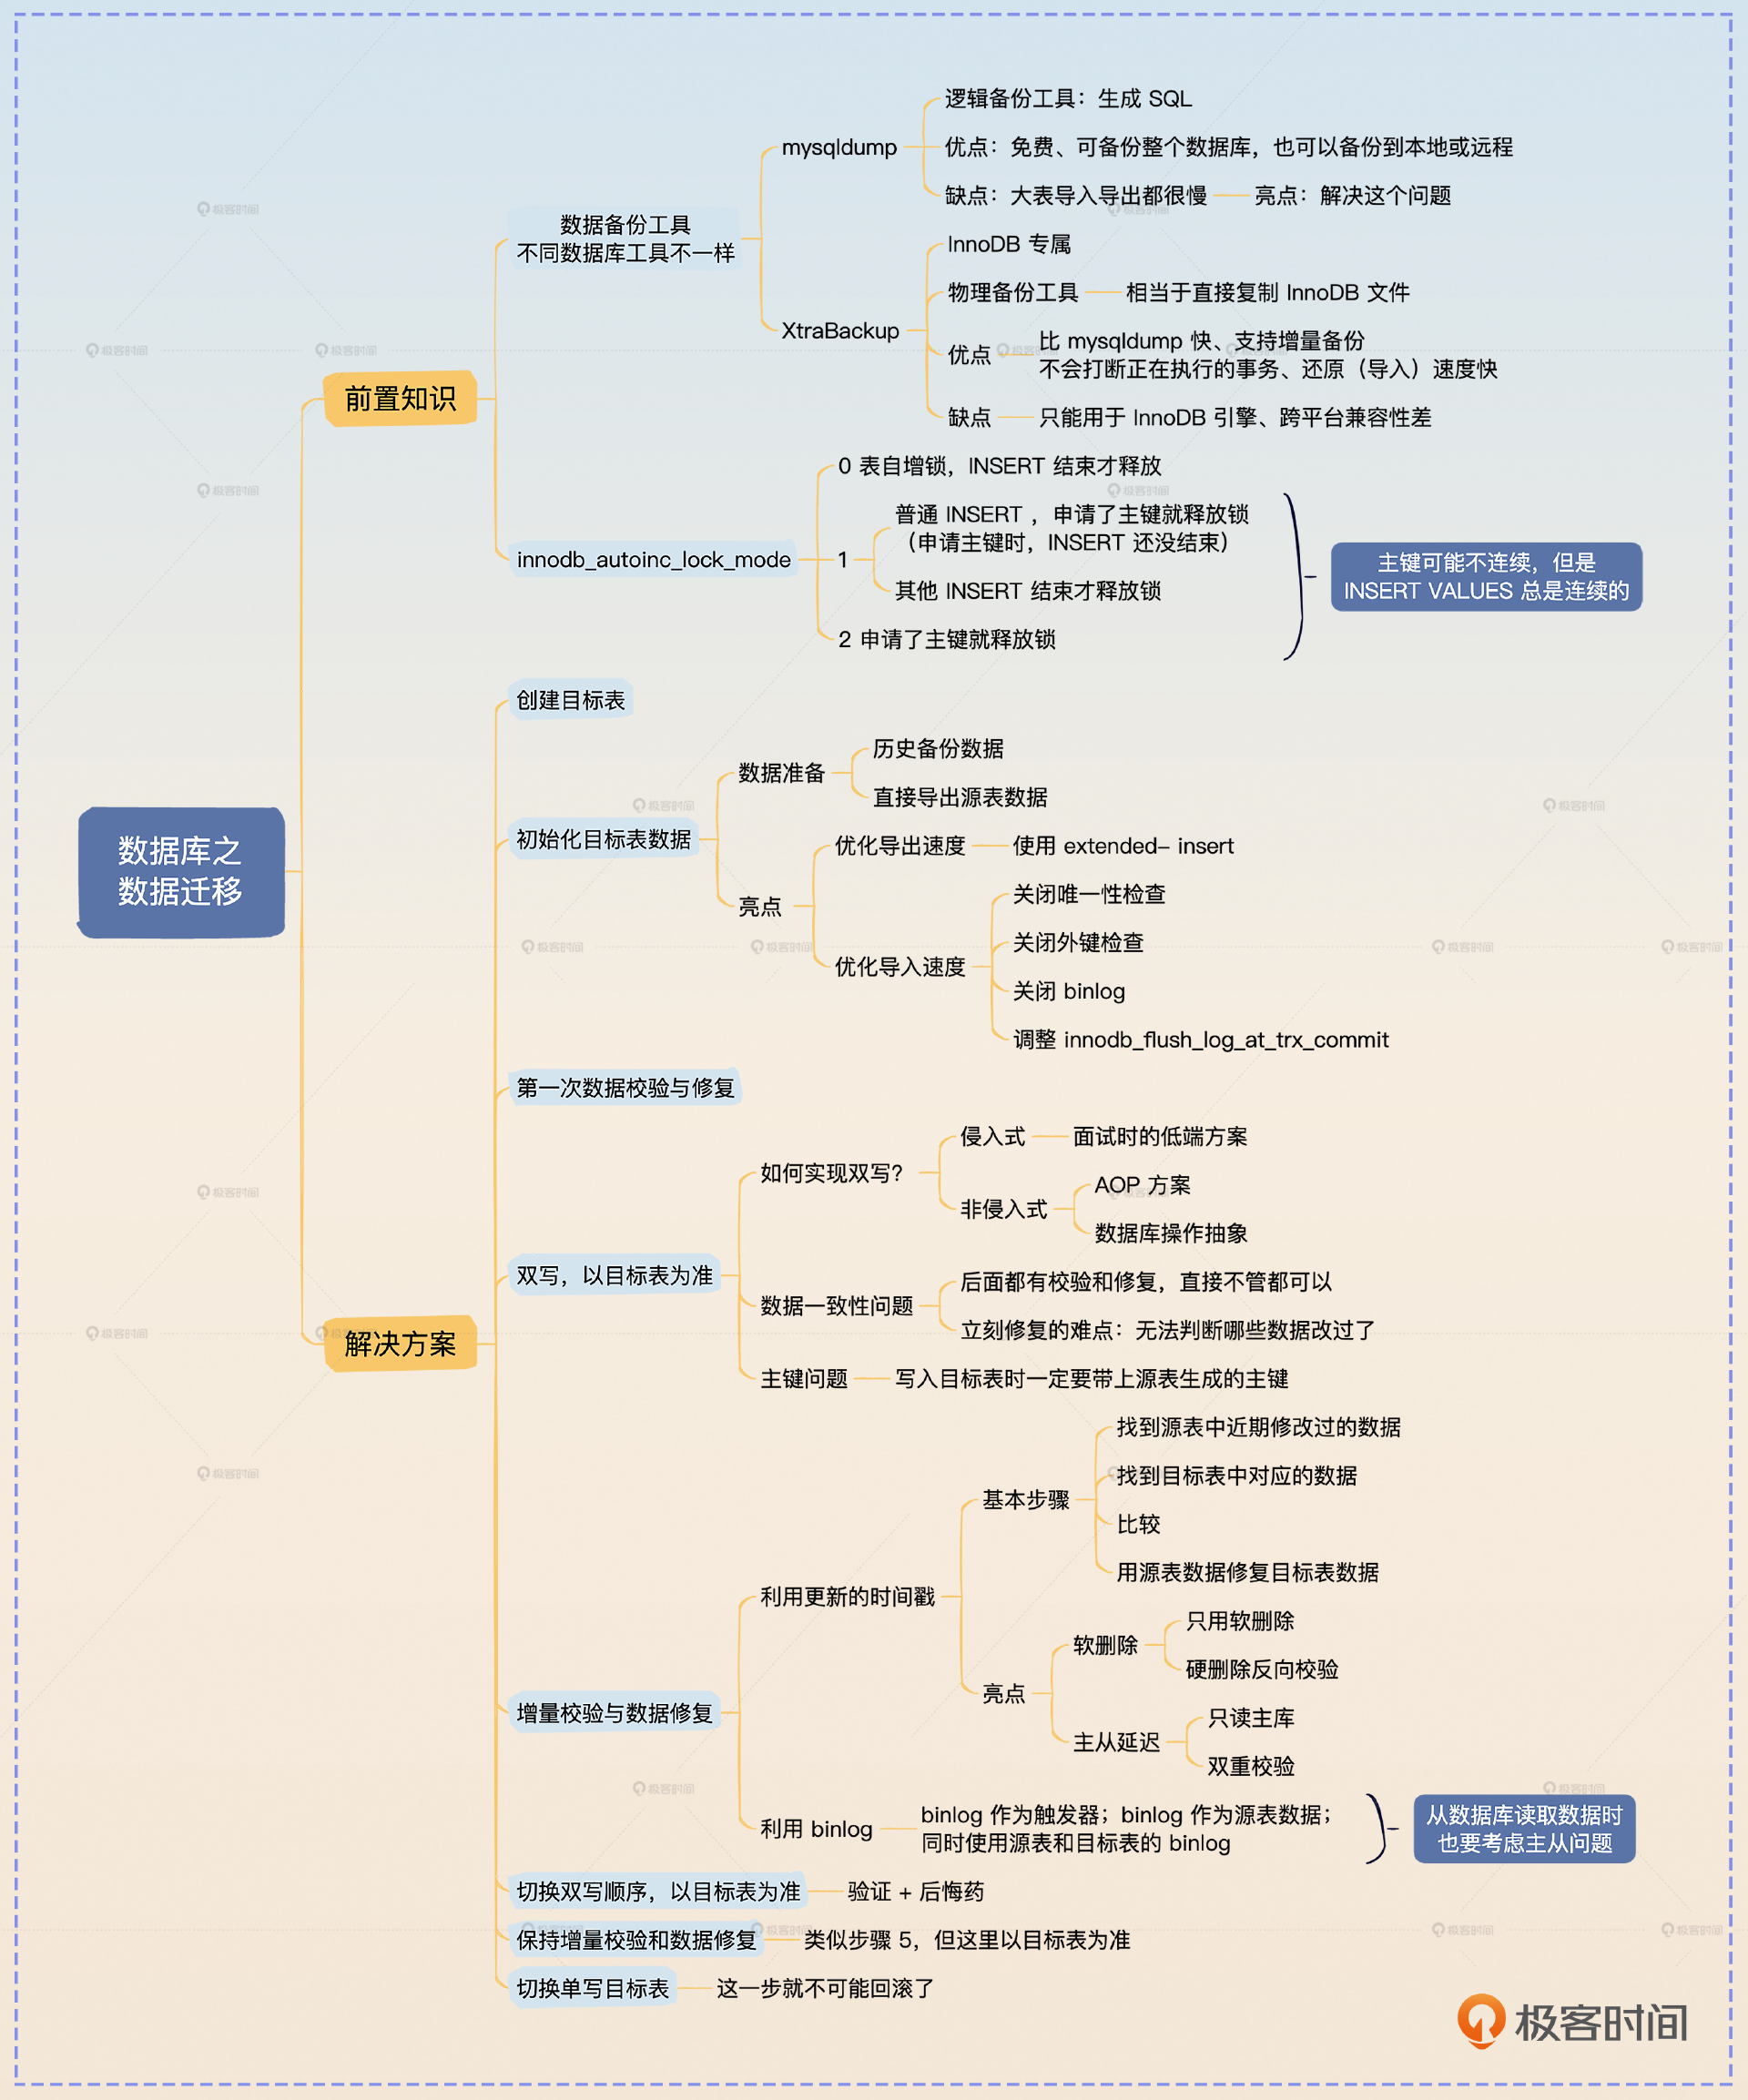 数据库之
数据迁移
前置知识
数据备份工具
不同数据库工具不一样
mysqldump
逻辑备份工具：生成 SQL
优点：免费、可备份整个数据库，也可以备份到本地或远程
缺点：大表导入导出都很慢
亮点：解决这个问题
XtraBackup
InnoDB 专属
物理备份工具
相当于直接复制 InnoDB 文件
优点
比 mysqldump 快、支持增量备份
不会打断正在执行的事务、还原（导入）速度快
缺点
只能用于 InnoDB 引擎、跨平台兼容性差
innodb_autoinc_lock_mode
0 表自增锁，INSERT 结束才释放
1
普通 INSERT ，申请了主键就释放锁
（申请主键时，INSERT 还没结束）
其他 INSERT 结束才释放锁
2 申请了主键就释放锁
主键可能不连续，但是
INSERT VALUES 总是连续的
解决方案
创建目标表
初始化目标表数据
数据准备
历史备份数据
直接导出源表数据
亮点
优化导出速度
使用 extended– insert
优化导入速度
关闭唯一性检查
关闭外键检查
关闭 binlog
调整 innodb_flush_log_at_trx_commit
第一次数据校验与修复
双写，以目标表为准
如何实现双写？
侵入式
面试时的低端方案
非侵入式
AOP 方案
数据库操作抽象
数据一致性问题
后面都有校验和修复，直接不管都可以
立刻修复的难点：无法判断哪些数据改过了
主键问题
写入目标表时一定要带上源表生成的主键
增量校验与数据修复
利用更新的时间戳
基本步骤
找到源表中近期修改过的数据
找到目标表中对应的数据
比较
用源表数据修复目标表数据
亮点
软删除
只用软删除
硬删除反向校验
主从延迟
只读主库
双重校验
利用 binlog
binlog 作为触发器；binlog 作为源表数据；
同时使用源表和目标表的 binlog
从数据库读取数据时
也要考虑主从问题
切换双写顺序，以目标表为准
验证 + 后悔药
保持增量校验和数据修复
类似步骤 5，但这里以目标表为准
切换单写目标表
这一步就不可能回滚了
极客时间